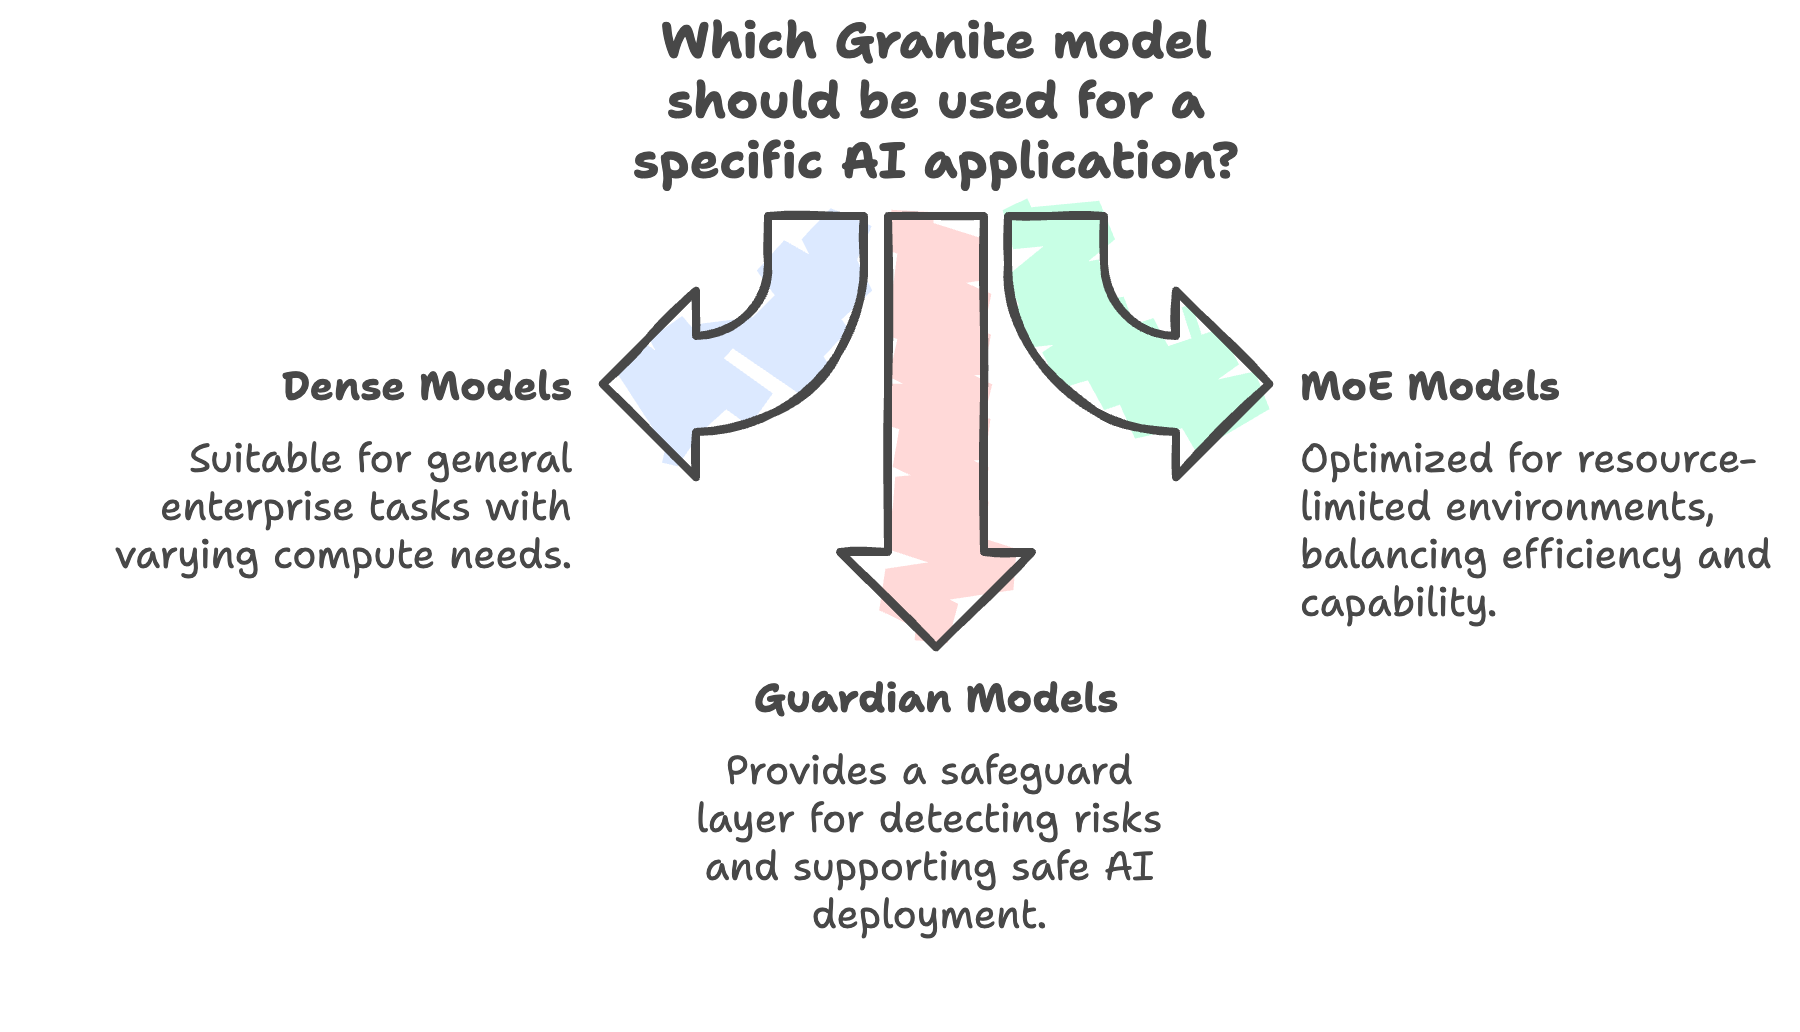 Which Granite model
should be used for a
specific AI application?
Dense Models
Suitable for general
enterprise tasks with
varying compute needs.
MoE Models
Optimized for resource-
limited environments,
balancing efficiency and
capability.
Guardian Models
Provides a safeguard
layer for detecting risks
and supporting safe AI
deployment.